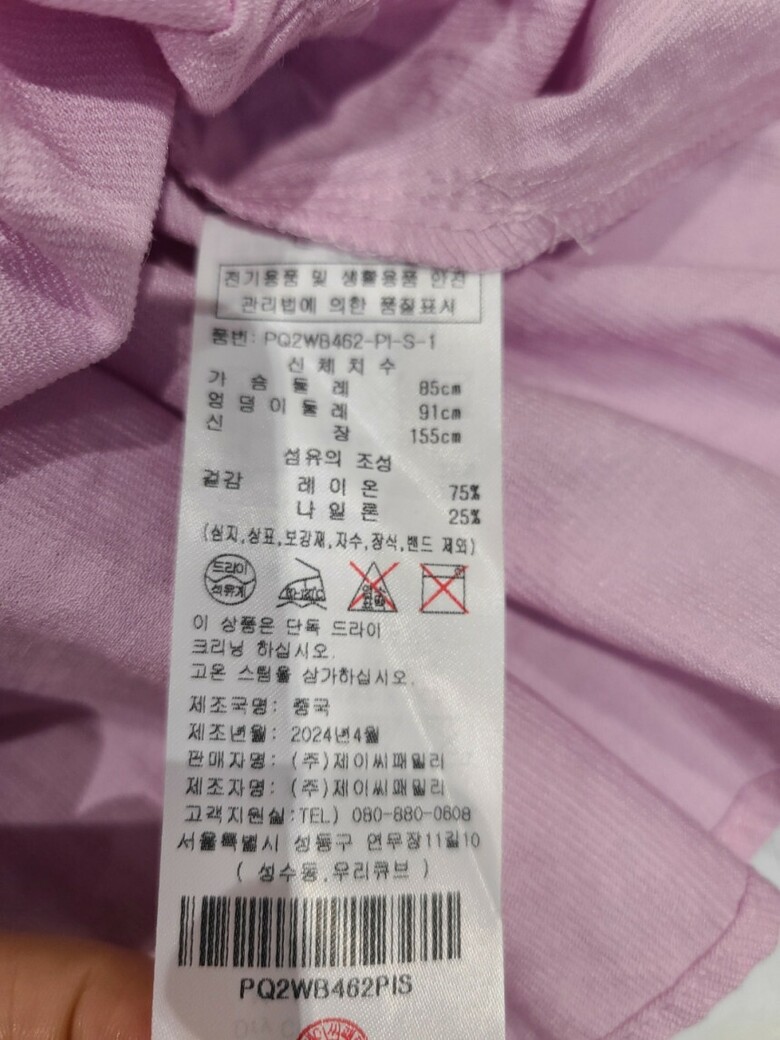 전기용품 및 생활용품 안전
관리법에 의한 품질표시
품번: PQ2WB462-PI-S-1
신체치수
가슴둘레 85cm
엉덩이둘레 91cm
신장 155cm
섬유의 조성
겉감 레이온 75%
나일론 25%
(심지,상표,보강재,자수,장식,밴드 제외)
드라이
석유계
염소
표백
이 상품은 단독 드라이
크리닝 하십시오.
고온 스팀을 삼가하십시오.
제조국명: 중국
제조년월: 2024년4월
판매자명: (주)제이씨패밀리
제조자명: (주)제이씨패밀리
고객지원실:TEL) 080-880-0608
서울특별시 성동구 연무장11길10
( 성수동,우리큐브 )
PQ2WB462PIS